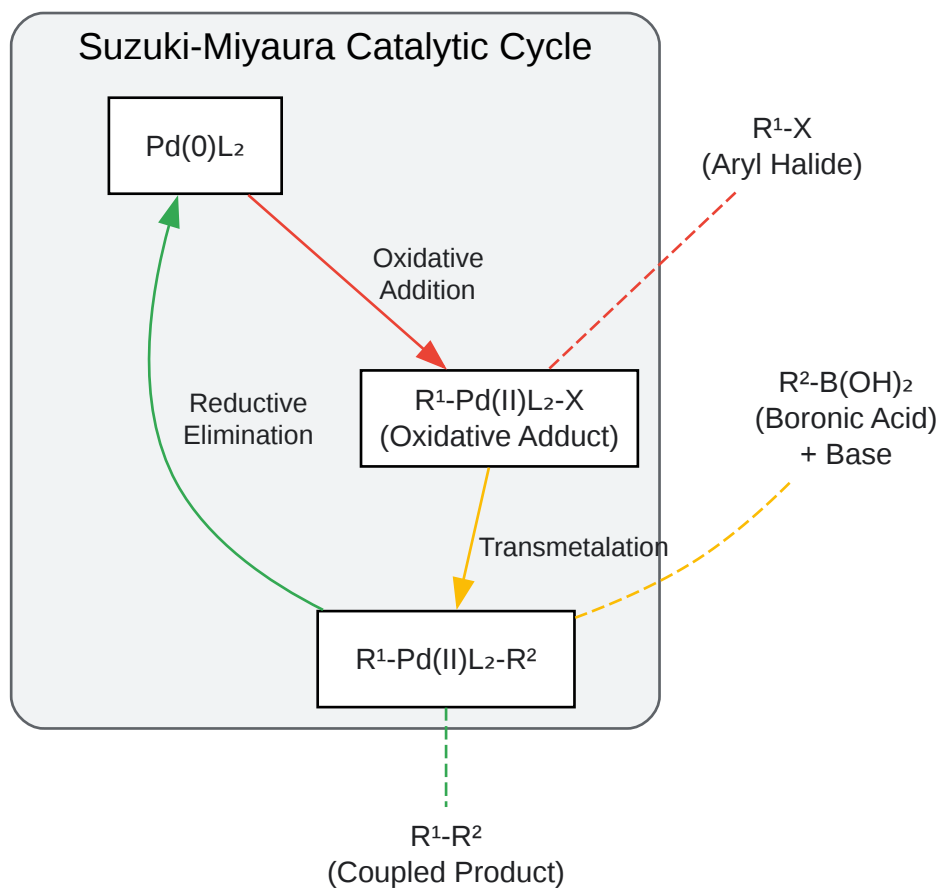 Suzuki-Miyaura Catalytic Cycle
Pd(0)L₂
R¹-X
(Aryl Halide)
Oxidative
Addition
R¹-Pd(II)L₂-X
(Oxidative Adduct)
R²-B(OH)₂
(Boronic Acid)
+ Base
Reductive
Elimination
Transmetalation
R¹-Pd(II)L₂-R²
R¹-R²
(Coupled Product)